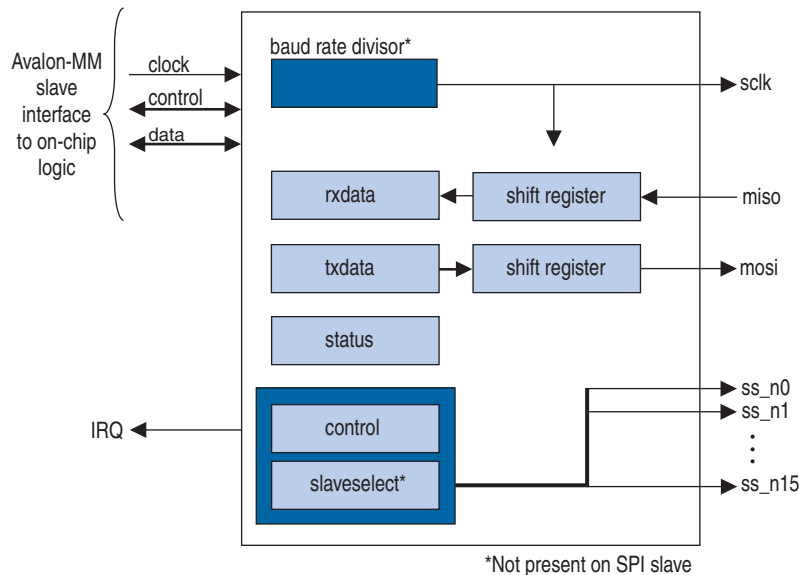 Avalon-MM
slave
interface
to on-chip
logic
clock
control
data
baud rate divisor*
sclk
rxdata
shift register
miso
txdata
shift register
mosi
status
IRQ
control
slaveselect*
ss_n0
ss_n1
ss_n15
*Not present on SPI slave